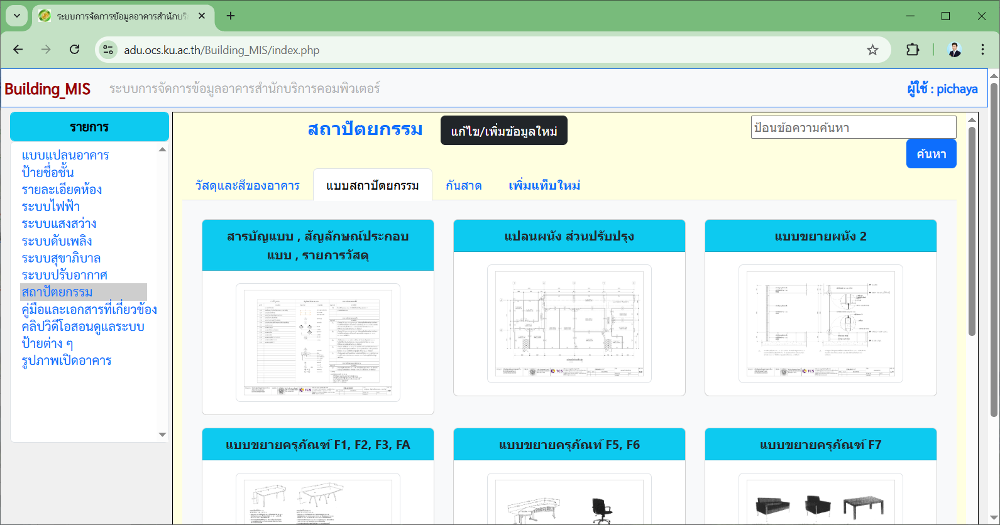 ระบบการจัดการข้อมูลอาคารสำนักบริก
adu.ocs.ku.ac.th/Building_MIS/index.php
Building_MIS ระบบการจัดการข้อมูลอาคารสำนักบริการคอมพิวเตอร์ ผู้ใช้ : pichaya
รายการ
แบบแปลนอาคาร
ป้ายชื่อชั้น
รายละเอียดห้อง
ระบบไฟฟ้า
ระบบแสงสว่าง
ระบบดับเพลิง
ระบบสุขาภิบาล
ระบบปรับอากาศ
สถาปัตยกรรม
คู่มือและเอกสารที่เกี่ยวข้อง
คลิปวิดีโอสอนดูแลระบบ
ป้ายต่าง ๆ
รูปภาพเปิดอาคาร
สถาปัตยกรรม แก้ไข/เพิ่มข้อมูลใหม่ ป้อนข้อความค้นหา
ค้นหา
วัสดุและสีของอาคาร แบบสถาปัตยกรรม กันสาด เพิ่มแท็บใหม่
สารบัญแบบ , สัญลักษณ์ประกอบ
แบบ , รายการวัสดุ
แปลนผนัง ส่วนปรับปรุง
แบบขยายผนัง 2
TCS
TCS
TCS
แบบขยายครุภัณฑ์ F1, F2, F3, FA
แบบขยายครุภัณฑ์ F5, F6
แบบขยายครุภัณฑ์ F7